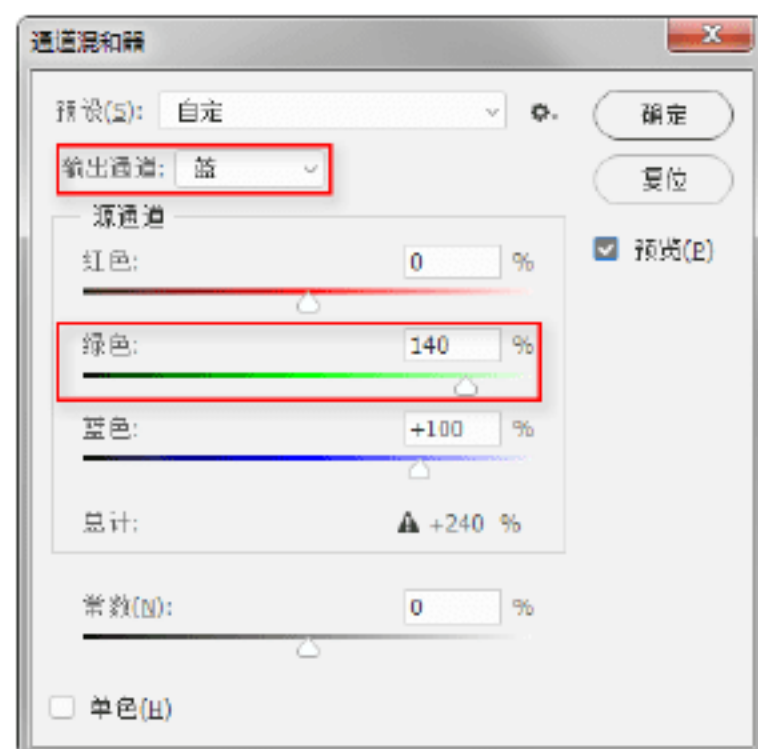 通道混和器
预设(S): 自定
确定
输出通道: 蓝
复位
源通道
预览(P)
红色: 0 %
绿色: 140 %
蓝色: +100 %
总计: +240 %
常数(N): 0 %
单色(H)